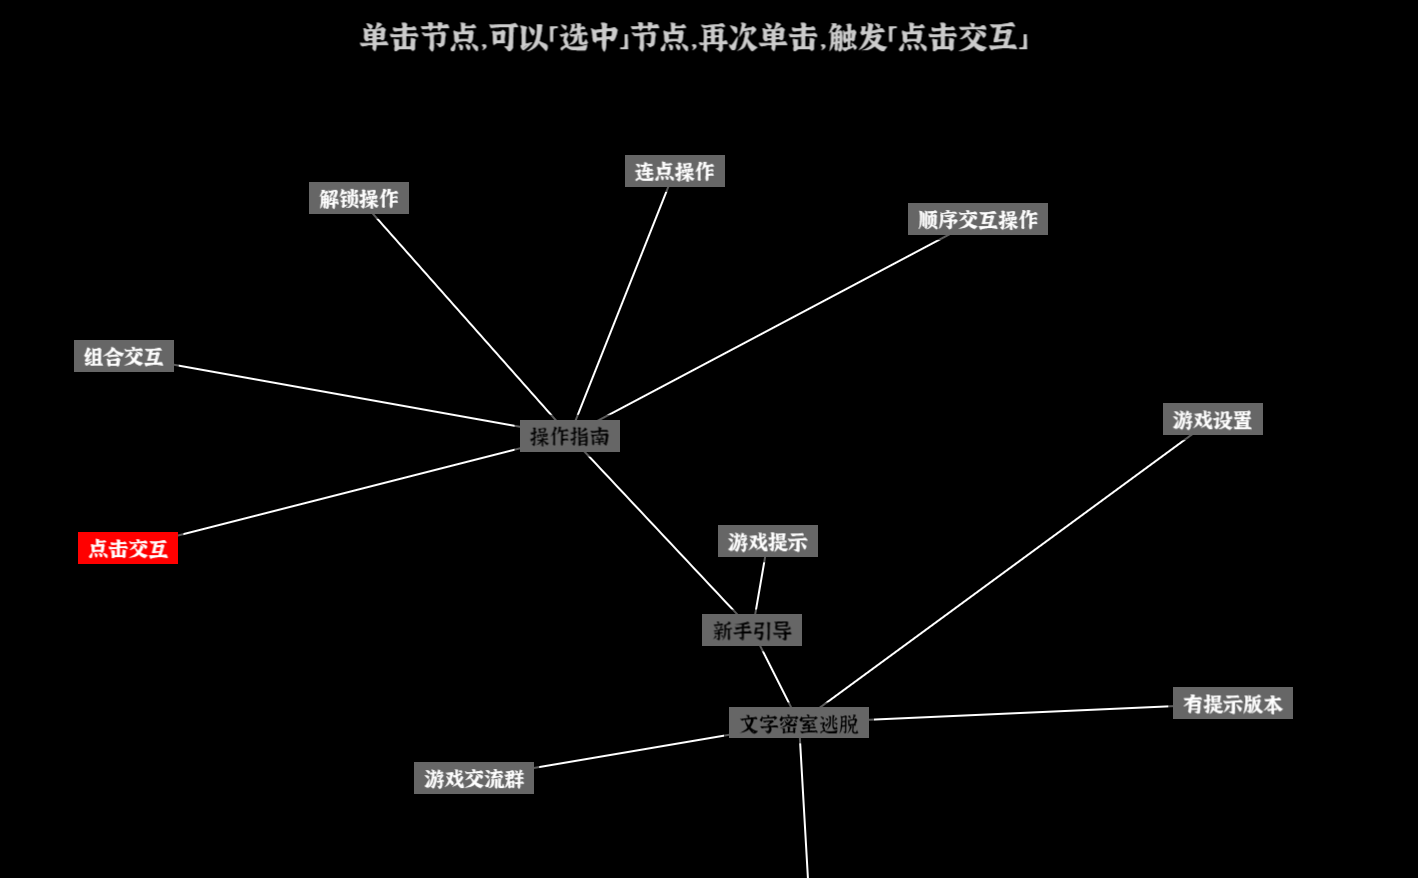 单击节点,可以「选中」节点,再次单击,触发「点击交互」
连点操作
解锁操作
顺序交互操作
组合交互
游戏设置
操作指南
游戏提示
点击交互
新手引导
有提示版本
文字密室逃脱
游戏交流群